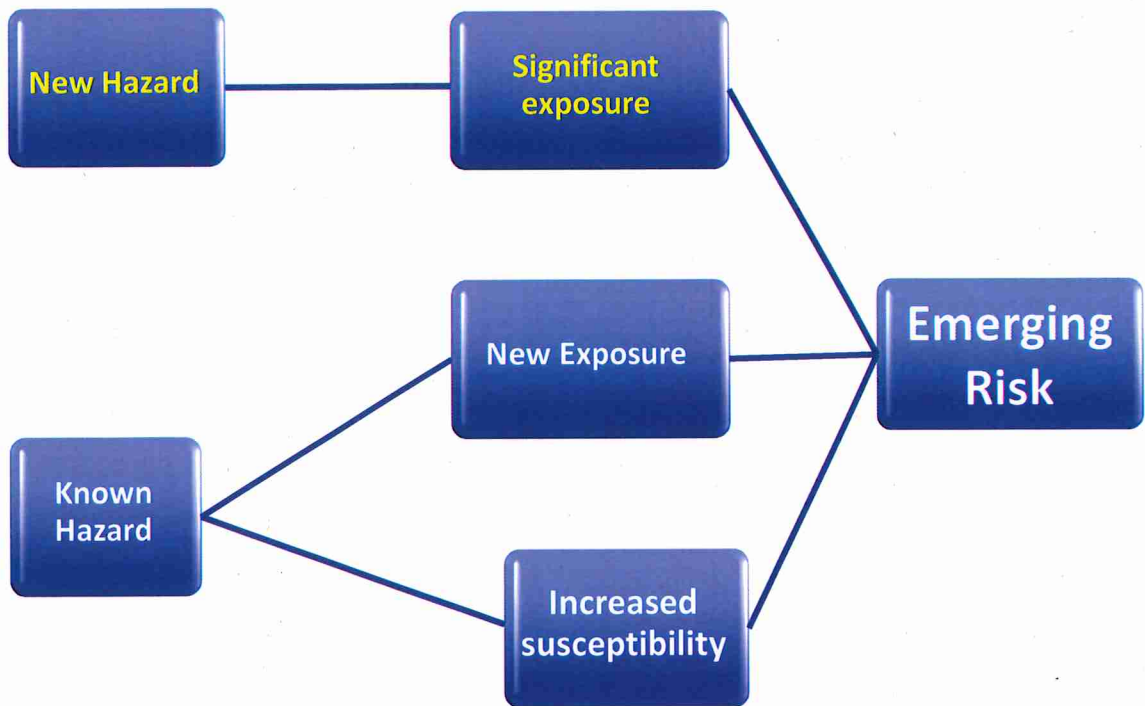 New Hazard
Significant
exposure
New Exposure
Emerging
Risk
Known
Hazard
Increased
susceptibility